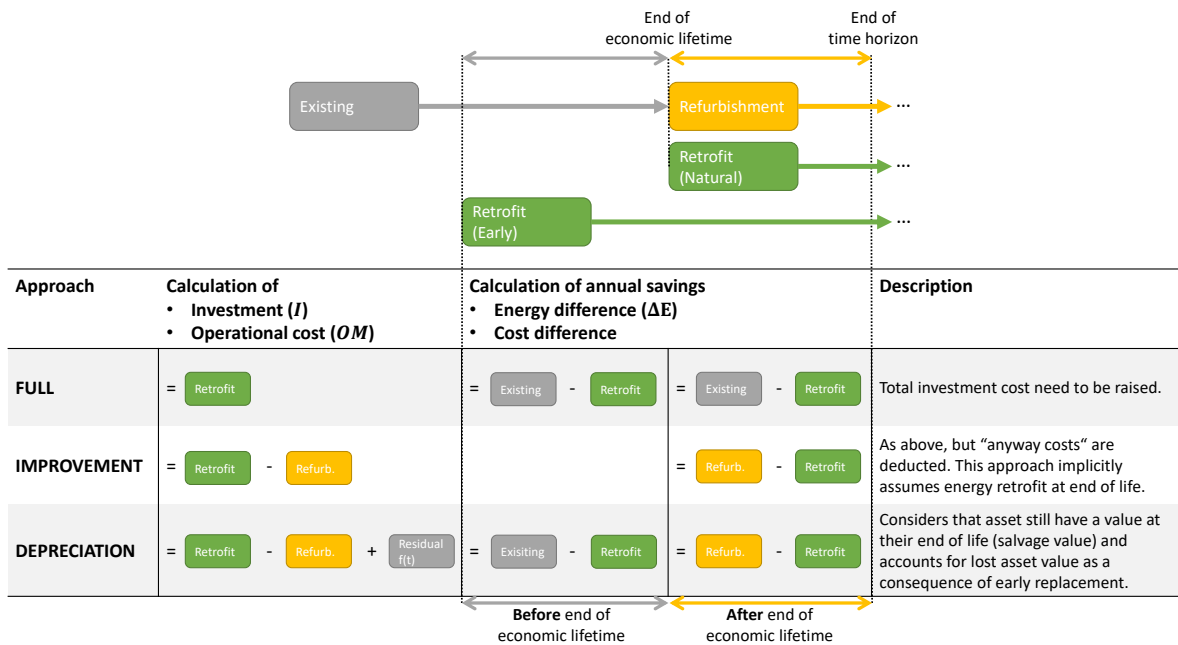 End of
economic lifetime
End of
time horizon
Existing
Refurbishment
...
Retrofit
(Natural)
...
Retrofit
(Early)
...
Approach
Calculation of
• Investment (I)
• Operational cost (OM)
Calculation of annual savings
• Energy difference (ΔE)
• Cost difference
Description
FULL
= Retrofit
= Existing - Retrofit
= Existing - Retrofit
Total investment cost need to be raised.
IMPROVEMENT
= Retrofit - Refurb.
= Refurb. - Retrofit
As above, but “anyway costs“ are
deducted. This approach implicitly
assumes energy retrofit at end of life.
DEPRECIATION
= Retrofit - Refurb. + Residual
f(t)
= Exisiting - Retrofit
= Refurb. - Retrofit
Considers that asset still have a value at
their end of life (salvage value) and
accounts for lost asset value as a
consequence of early replacement.
Before end of
economic lifetime
After end of
economic lifetime